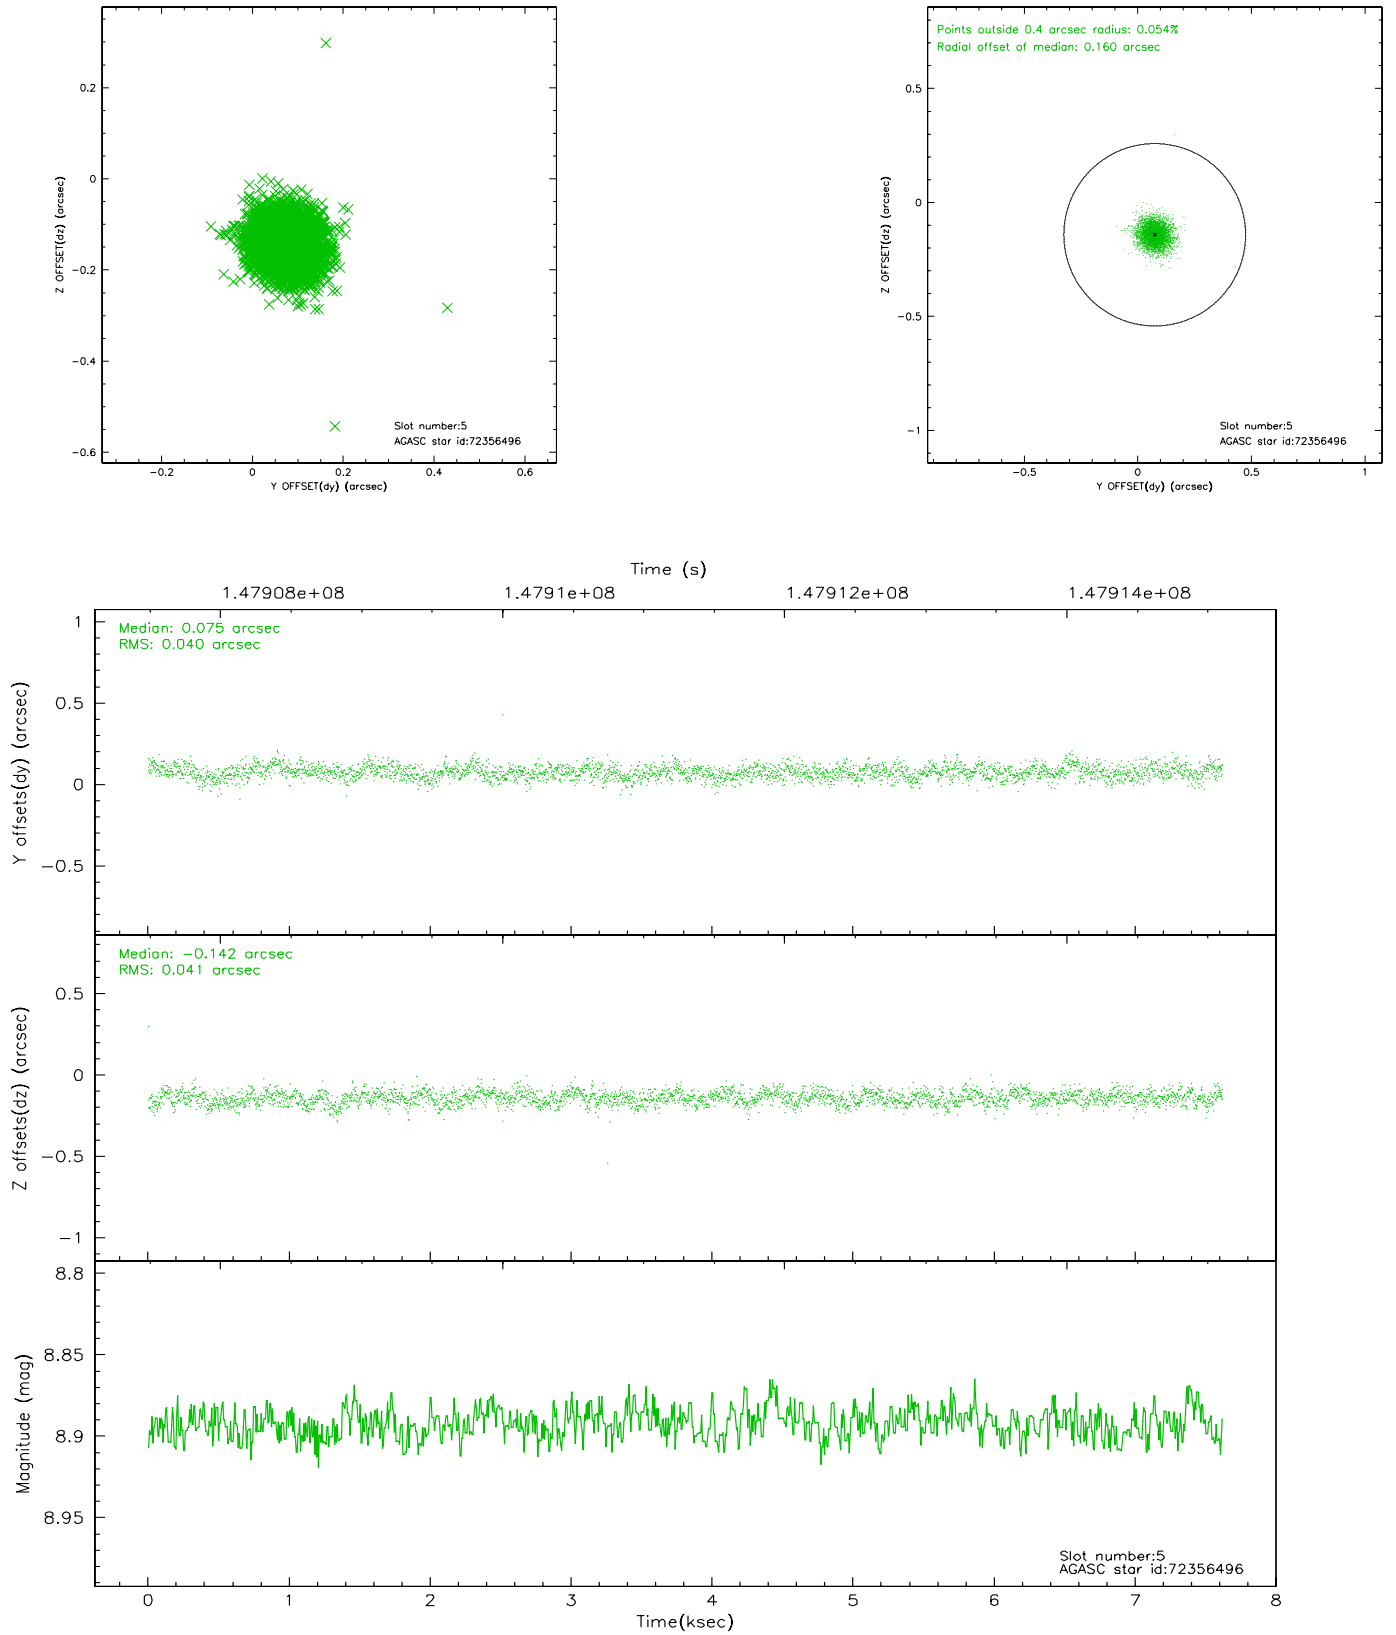 0.2
0
−0.2
−0.4
−0.6
Z OFFSET(dz) (arcsec)
−0.2
0
0.2
0.4
0.6
Y OFFSET(dy) (arcsec)
Slot number:5
AGASC star id:72356496
Points outside 0.4 arcsec radius: 0.054%
Radial offset of median: 0.160 arcsec
0.5
0
−0.5
−1
Z OFFSET(dz) (arcsec)
−0.5
0
0.5
1
Y OFFSET(dy) (arcsec)
Slot number:5
AGASC star id:72356496
Time (s)
1.47908e+08
1.4791e+08
1.47912e+08
1.47914e+08
Median: 0.075 arcsec
RMS: 0.040 arcsec
1
0.5
0
−0.5
Y offsets(dy) (arcsec)
Median: −0.142 arcsec
RMS: 0.041 arcsec
0.5
0
−0.5
−1
Z offsets(dz) (arcsec)
8.8
8.85
8.9
8.95
Magnitude (mag)
Slot number:5
AGASC star id:72356496
0
1
2
3
4
5
6
7
8
Time(ksec)